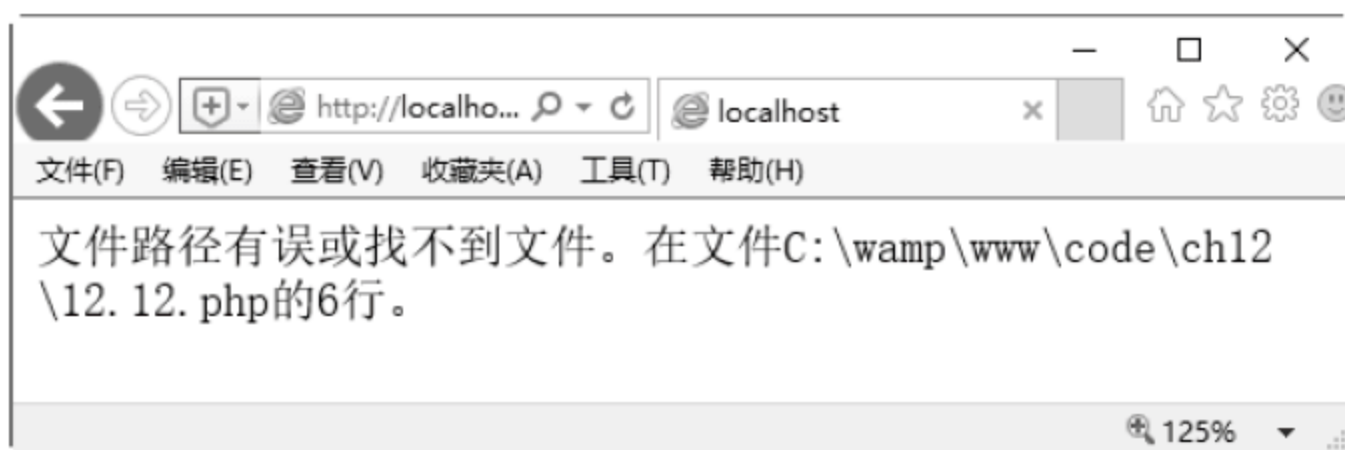 http://localho...
localhost
文件(F) 编辑(E) 查看(V) 收藏夹(A) 工具(T) 帮助(H)
文件路径有误或找不到文件。在文件C:\wamp\www\code\ch12
\12.12.php的6行。
125%